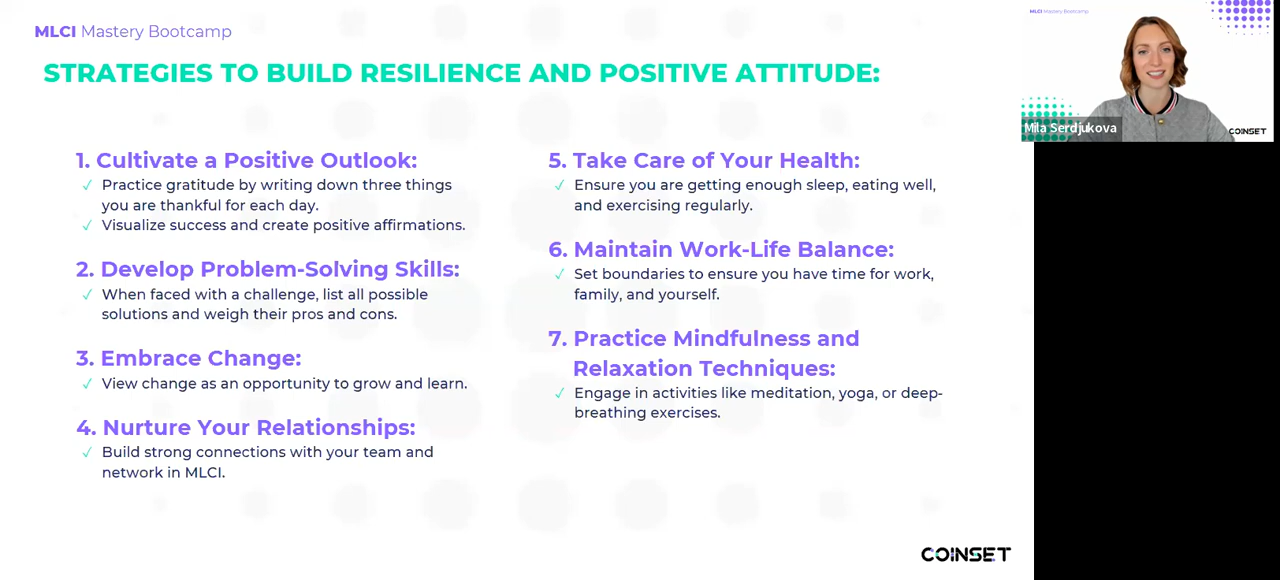 MLCI Mastery Bootcamp
STRATEGIES TO BUILD RESILIENCE AND POSITIVE ATTITUDE:
1. Cultivate a Positive Outlook:
✓ Practice gratitude by writing down three things
you are thankful for each day.
✓ Visualize success and create positive affirmations.
2. Develop Problem-Solving Skills:
✓ When faced with a challenge, list all possible
solutions and weigh their pros and cons.
3. Embrace Change:
✓ View change as an opportunity to grow and learn.
4. Nurture Your Relationships:
✓ Build strong connections with your team and
network in MLCI.
5. Take Care of Your Health:
✓ Ensure you are getting enough sleep, eating well,
and exercising regularly.
6. Maintain Work-Life Balance:
✓ Set boundaries to ensure you have time for work,
family, and yourself.
7. Practice Mindfulness and
Relaxation Techniques:
✓ Engage in activities like meditation, yoga, or deep-
breathing exercises.
COINSET
MLCI Mastery Bootcamp
Mila Serdjukova
COINSET